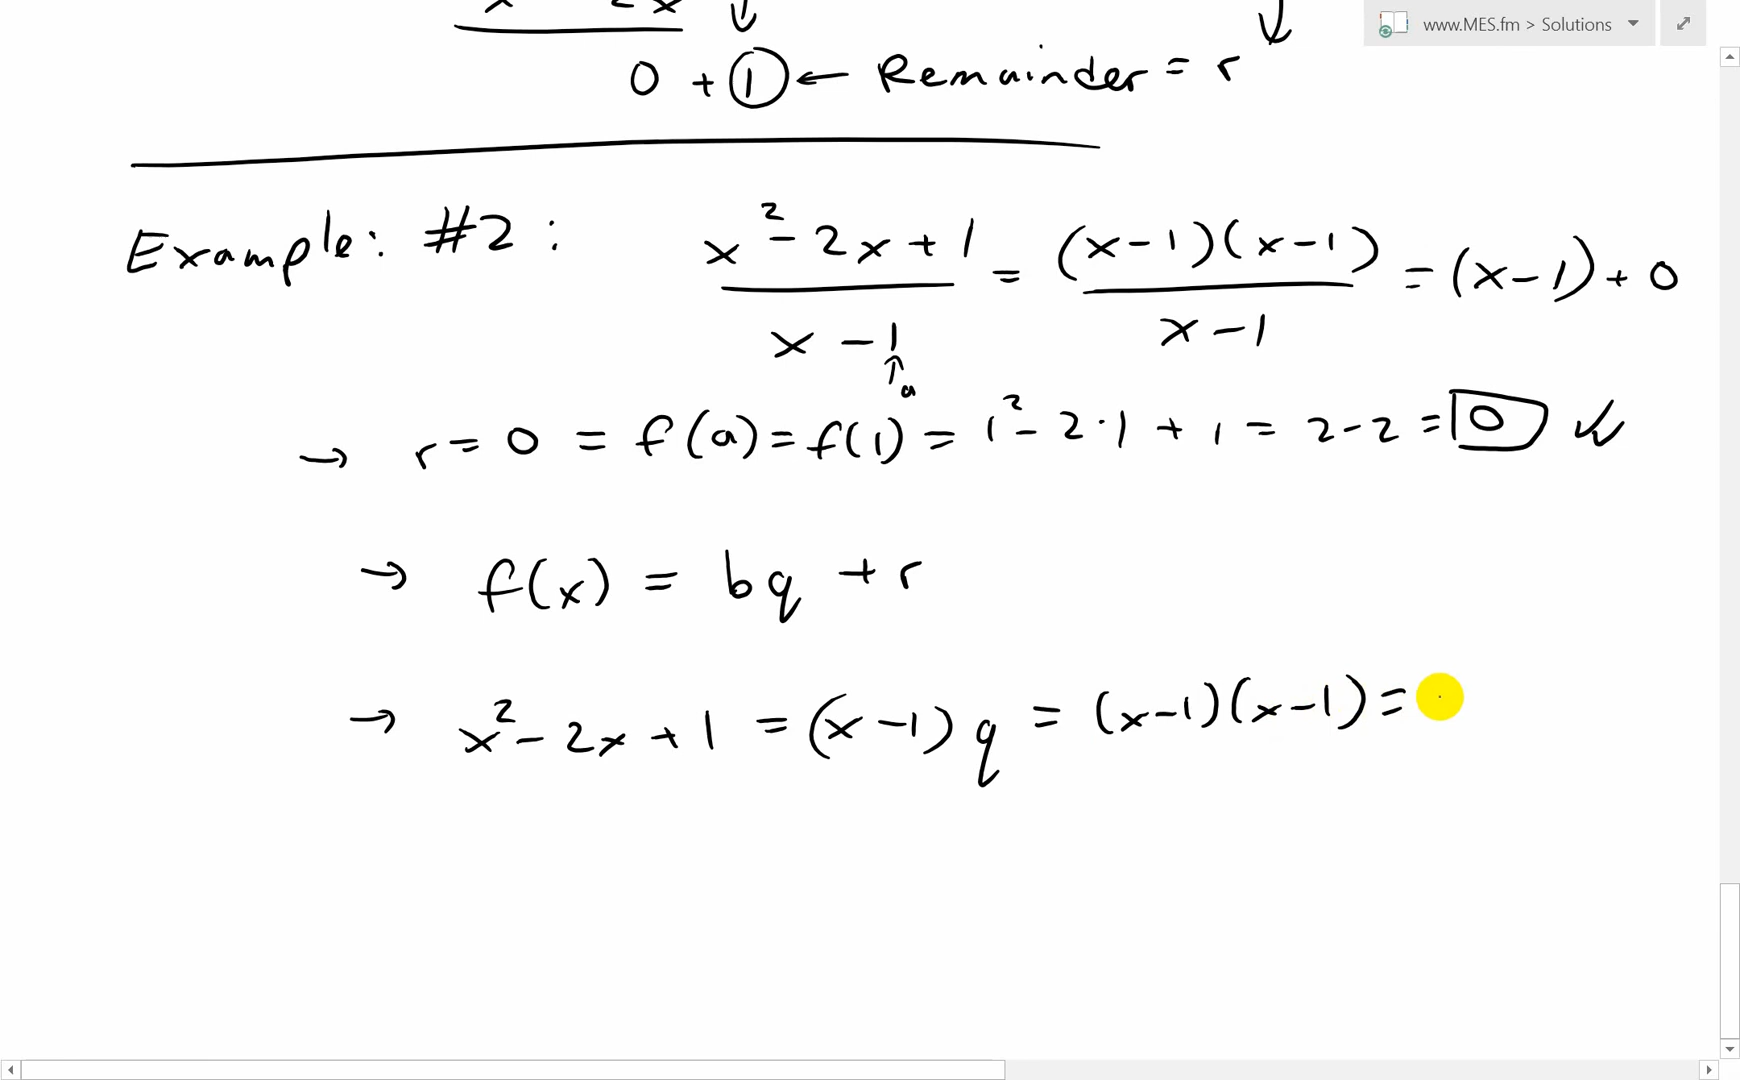 www.MES.fm > Solutions
0 + 1 ← Remainder = r
Example: #2: x² - 2x + 1 / x - 1 = (x-1)(x-1) / x-1 = (x-1) + 0
↑a
→ r = 0 = f(a) = f(1) = 1² - 2·1 + 1 = 2-2 = 0 ✓
→ f(x) = bq + r
→ x² - 2x + 1 = (x-1) q = (x-1)(x-1) =